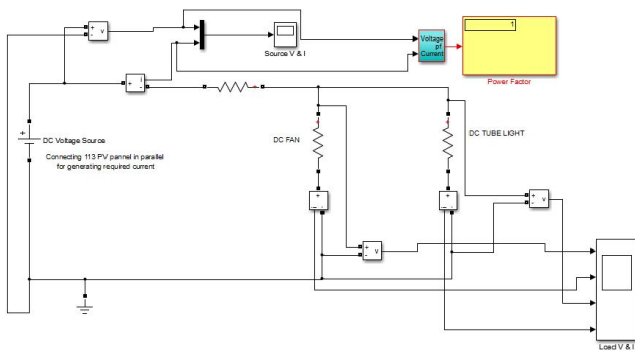 +
-
v
1
Voltage
pf
Current
Source V & I
Power Factor
+
i
-
+
DC Voltage Source
DC FAN
DC TUBE LIGHT
Connecting 113 PV pannel in parallel
for generating required current
+
i
-
+
i
-
+
-
v
+
-
v
Load V & I